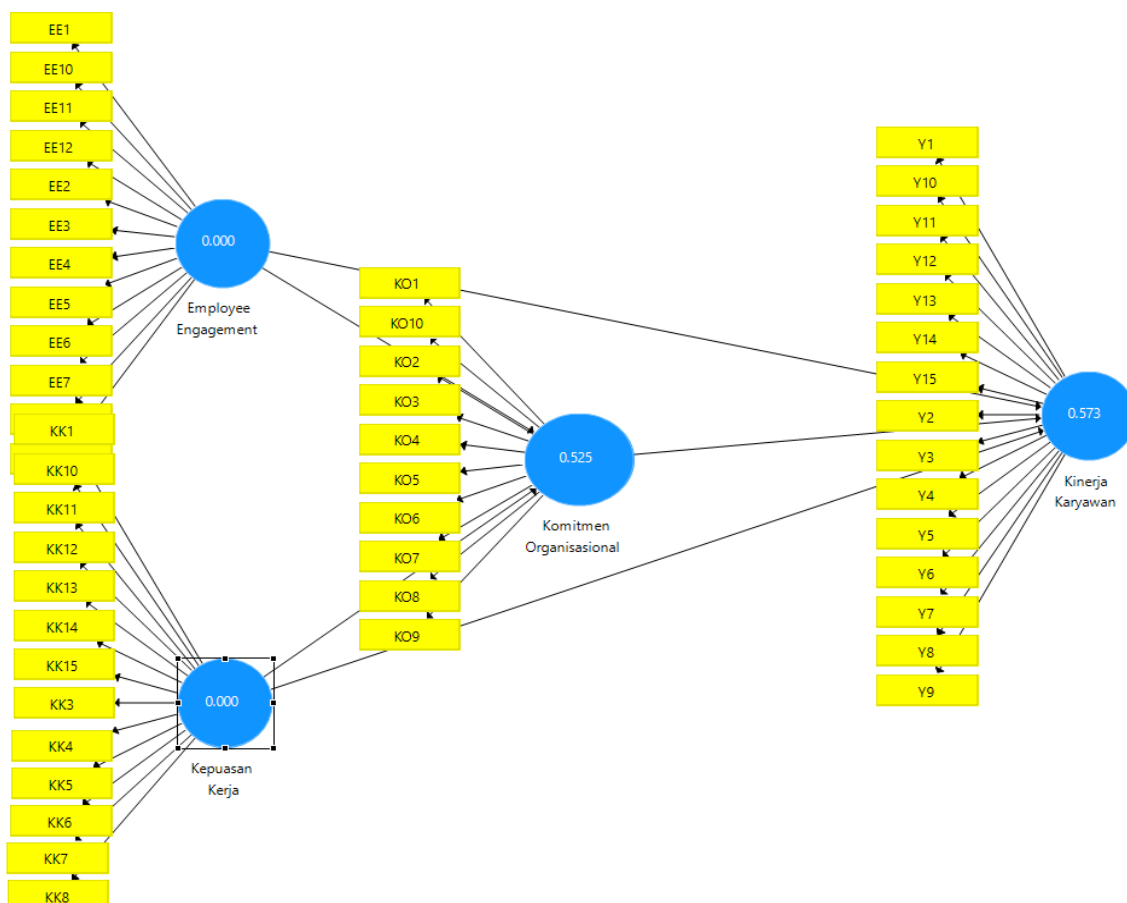 EE1
EE10
EE11
EE12
EE2
EE3
EE4
EE5
EE6
EE7
0.000
Employee
Engagement
KK1
KK10
KK11
KK12
KK13
KK14
KK15
KK3
KK4
KK5
KK6
KK7
KK8
0.000
Kepuasan
Kerja
KO1
KO10
KO2
KO3
KO4
KO5
KO6
KO7
KO8
KO9
0.525
Komitmen
Organisasional
Y1
Y10
Y11
Y12
Y13
Y14
Y15
Y2
Y3
Y4
Y5
Y6
Y7
Y8
Y9
0.573
Kinerja
Karyawan